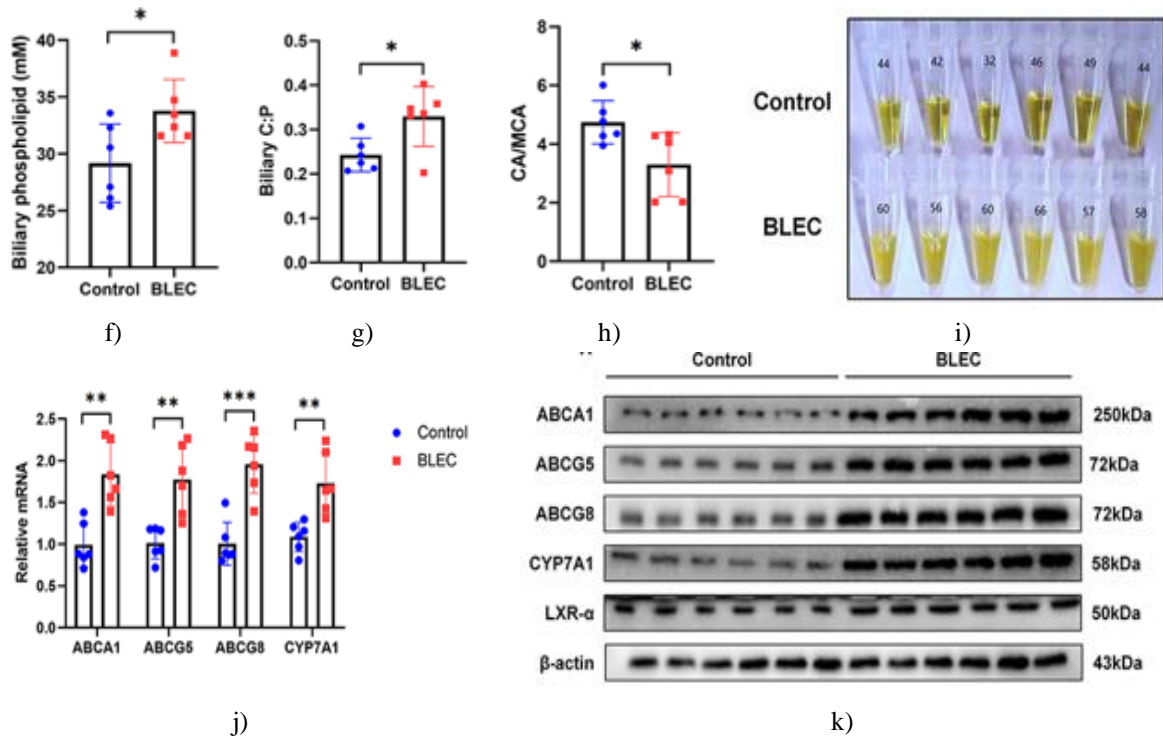 *
*
*
40
35
30
25
20
Biliary phospholipid (mM)
Control BLEC
0.5
0.4
0.3
0.2
0.1
0.0
Biliary C:P
Control BLEC
8
6
4
2
0
CA/MCA
Control BLEC
Control
44 42 32 46 49 44
BLEC
60 56 60 66 57 58
f) g) h) i)
** ** *** **
2.5
2.0
1.5
1.0
0.5
0.0
Relative mRNA
ABCA1 ABCG5 ABCG8 CYP7A1
Control
BLEC
Control BLEC
ABCA1 250kDa
ABCG5 72kDa
ABCG8 72kDa
CYP7A1 58kDa
LXR-α 50kDa
β-actin 43kDa
j) k)